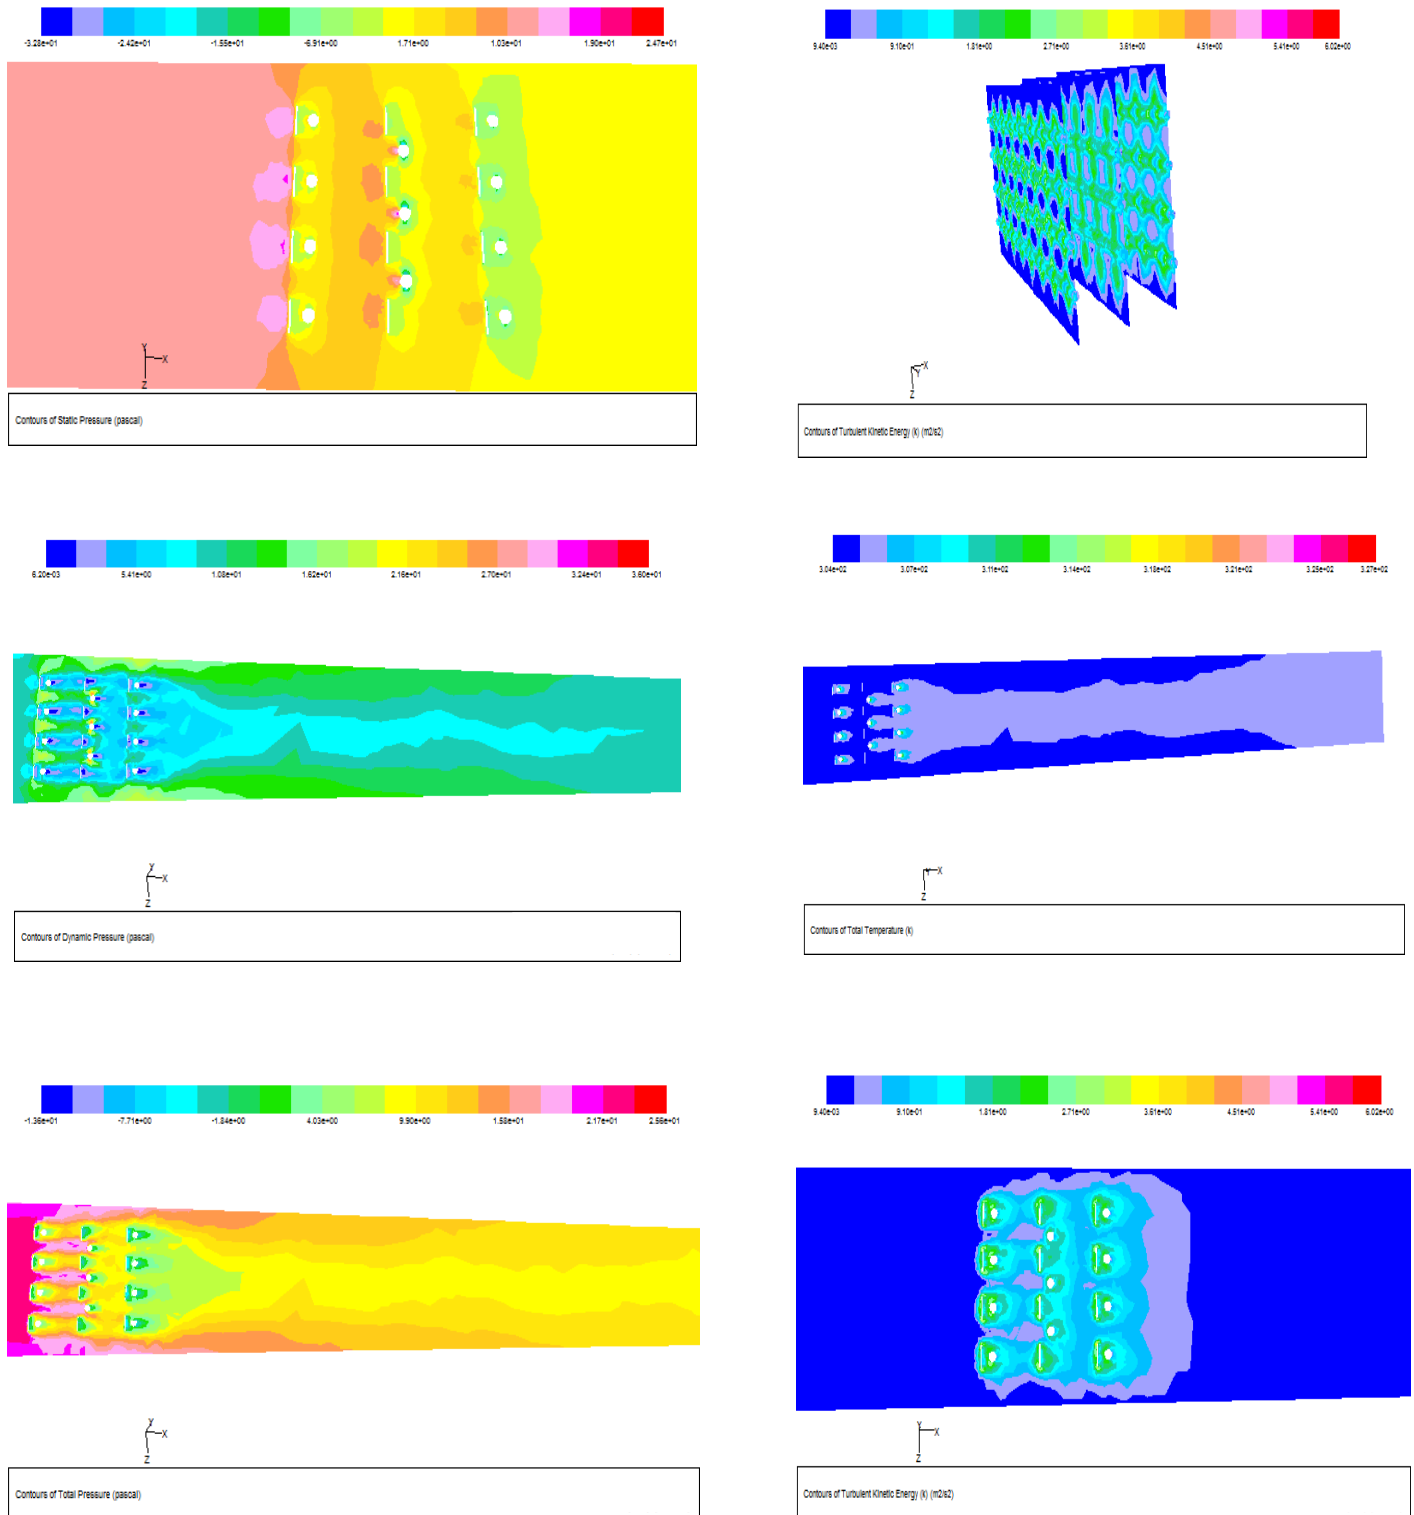 -3.28e+01 -2.42e+01 -1.55e+01 -6.91e+00 1.71e+00 1.03e+01 1.90e+01 2.47e+01
Y
X
Z
Contours of Static Pressure (pascal)
9.40e-03 9.10e-01 1.81e+00 2.71e+00 3.61e+00 4.51e+00 5.41e+00 6.02e+00
X
Y
Z
Contours of Turbulent Kinetic Energy (k) (m2/s2)
6.20e-03 5.41e+00 1.08e+01 1.62e+01 2.16e+01 2.70e+01 3.24e+01 3.60e+01
Y
X
Z
Contours of Dynamic Pressure (pascal)
3.04e+02 3.07e+02 3.11e+02 3.14e+02 3.18e+02 3.21e+02 3.25e+02 3.27e+02
Y
X
Z
Contours of Total Temperature (k)
-1.36e+01 -7.71e+00 -1.84e+00 4.03e+00 9.90e+00 1.58e+01 2.17e+01 2.56e+01
Y
X
Z
Contours of Total Pressure (pascal)
9.40e-03 9.10e-01 1.81e+00 2.71e+00 3.61e+00 4.51e+00 5.41e+00 6.02e+00
Y
X
Z
Contours of Turbulent Kinetic Energy (k) (m2/s2)